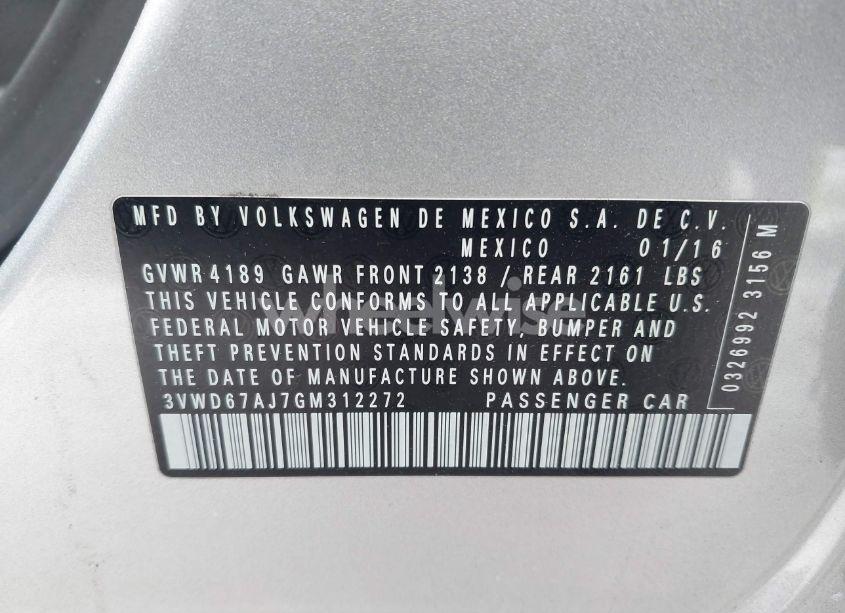 MFD BY VOLKSWAGEN DE MEXICO S.A. DE C.V.
MEXICO 01/16
GVWR 4189 GAWR FRONT 2138 / REAR 2161 LBS
THIS VEHICLE CONFORMS TO ALL APPLICABLE U.S.
FEDERAL MOTOR VEHICLE SAFETY, BUMPER AND
THEFT PREVENTION STANDARDS IN EFFECT ON
THE DATE OF MANUFACTURE SHOWN ABOVE.
3VWD67AJ7GM312272 PASSENGER CAR
0326992 3156 M
wheelwise